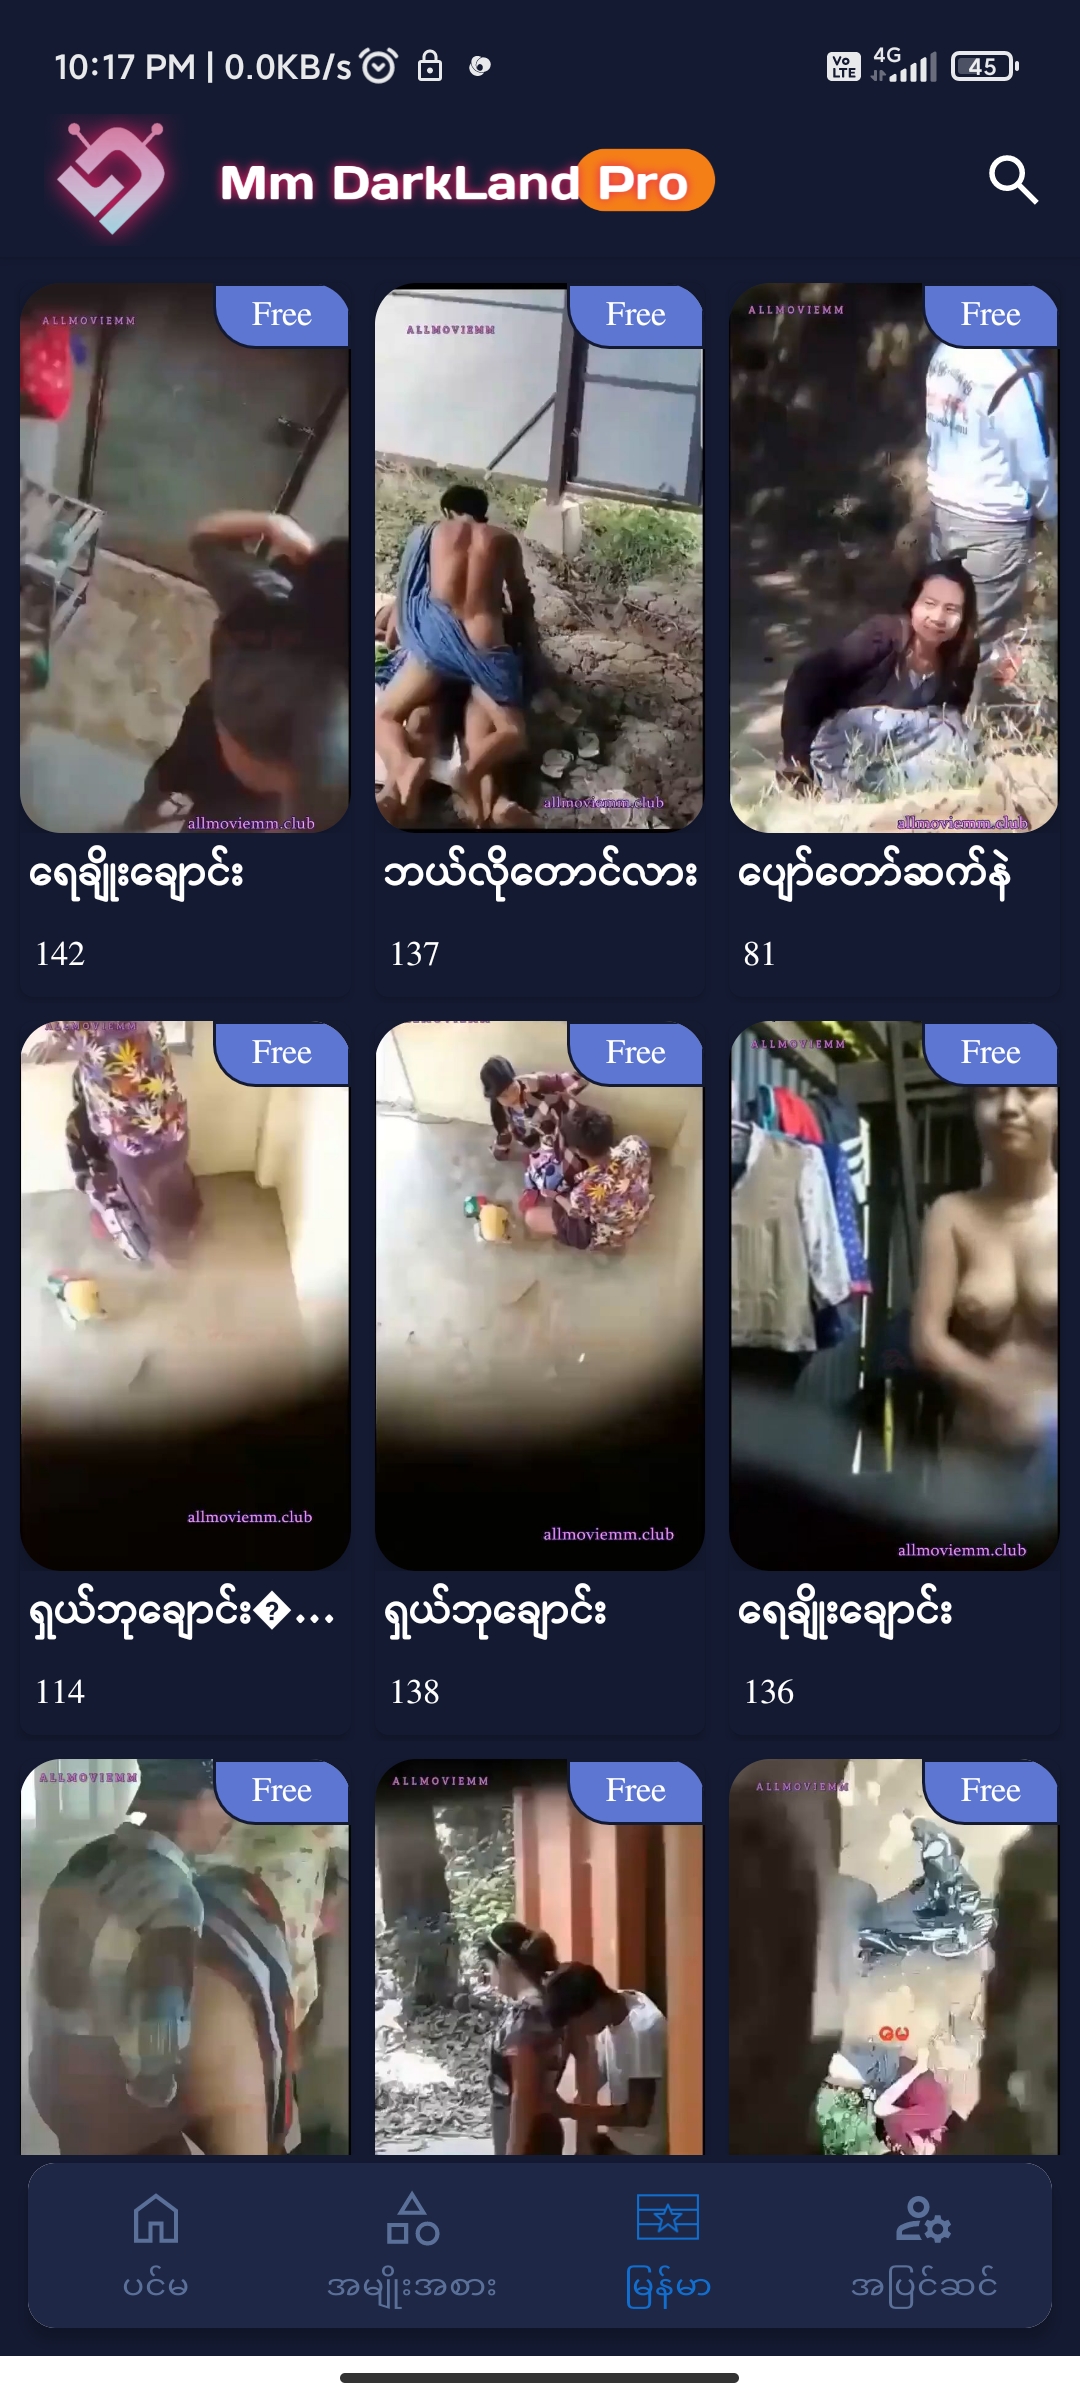 10:17 PM | 0.0KB/s
Vo LTE 4G 45
Mm DarkLand Pro
ALLMOVIEMM Free
ALLMOVIEMM Free
ALLMOVIEMM Free
allmoviemm.club
allmoviemm.club
allmoviemm.club
ရေချိုးချောင်း
ဘယ်လိုတောင်လား
ပျော်တော်ဆက်နဲ့
142
137
81
ALLMOVIEMM Free
Free
ALLMOVIEMM Free
allmoviemm.club
allmoviemm.club
allmoviemm.club
ရှယ်ဘုချောင်း�...
ရှယ်ဘုချောင်း
ရေချိုးချောင်း
114
138
136
ALLMOVIEMM Free
ALLMOVIEMM Free
ALLMOVIEMM Free
ပင်မ
အမျိုးအစား
မြန်မာ
အပြင်ဆင်